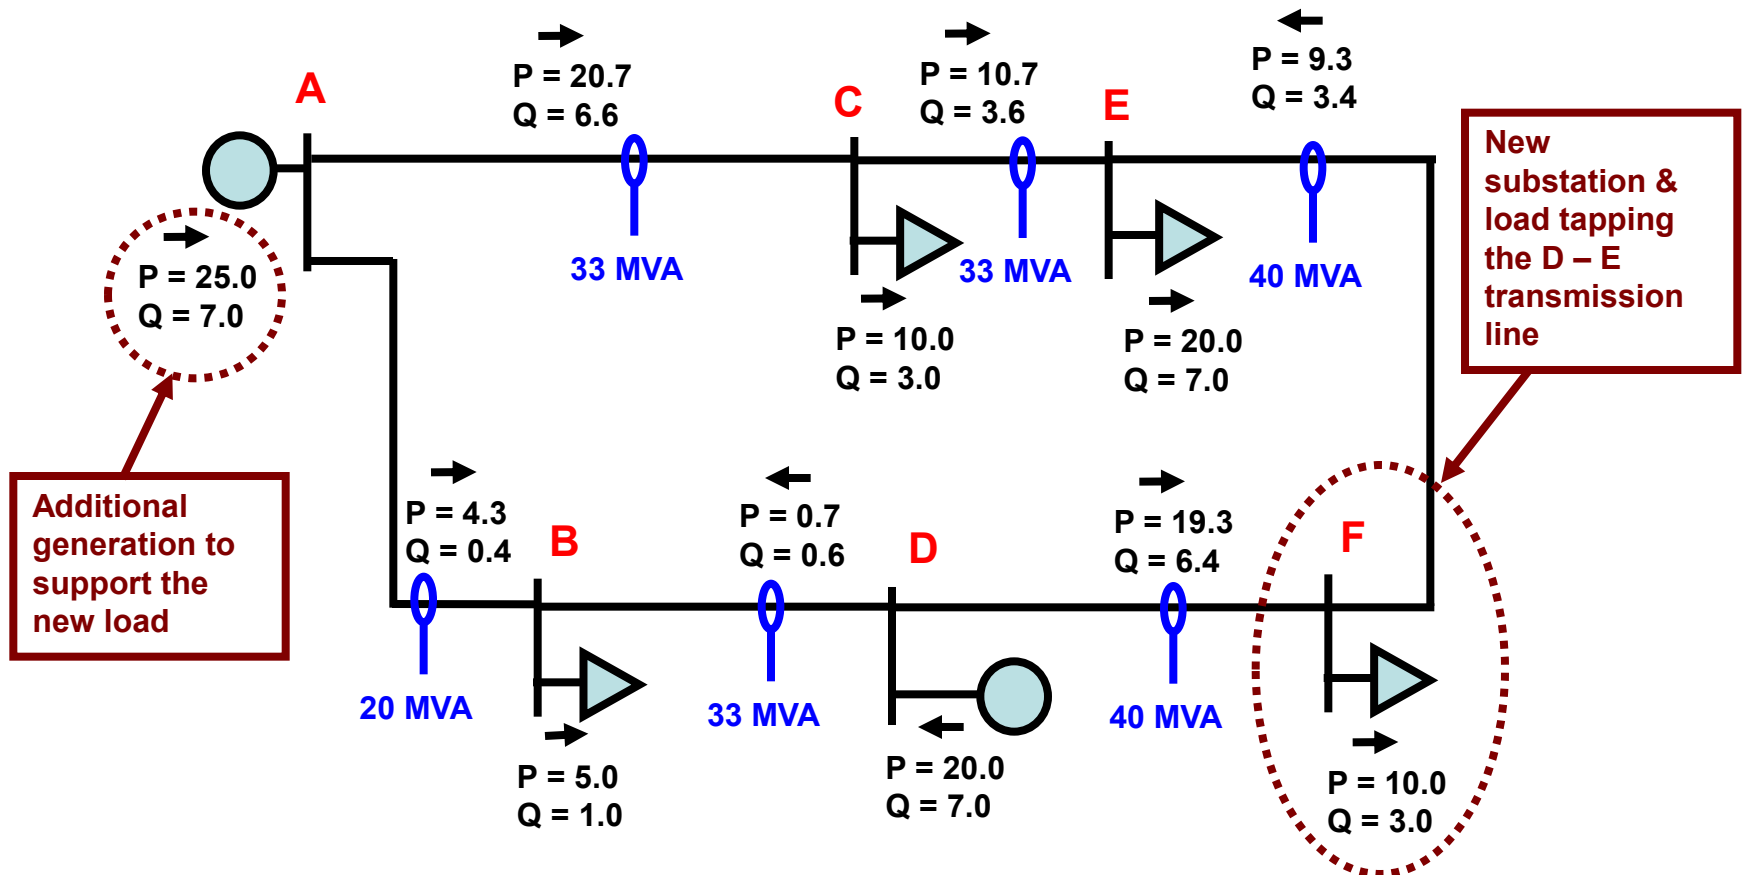 A
P = 20.7
Q = 6.6
33 MVA
C
P = 10.7
Q = 3.6
33 MVA
E
P = 9.3
Q = 3.4
40 MVA
New
substation &
load tapping
the D – E
transmission
line
P = 25.0
Q = 7.0
P = 10.0
Q = 3.0
P = 20.0
Q = 7.0
Additional
generation to
support the
new load
P = 4.3
Q = 0.4
20 MVA
B
P = 0.7
Q = 0.6
33 MVA
D
P = 19.3
Q = 6.4
40 MVA
F
P = 5.0
Q = 1.0
P = 20.0
Q = 7.0
P = 10.0
Q = 3.0